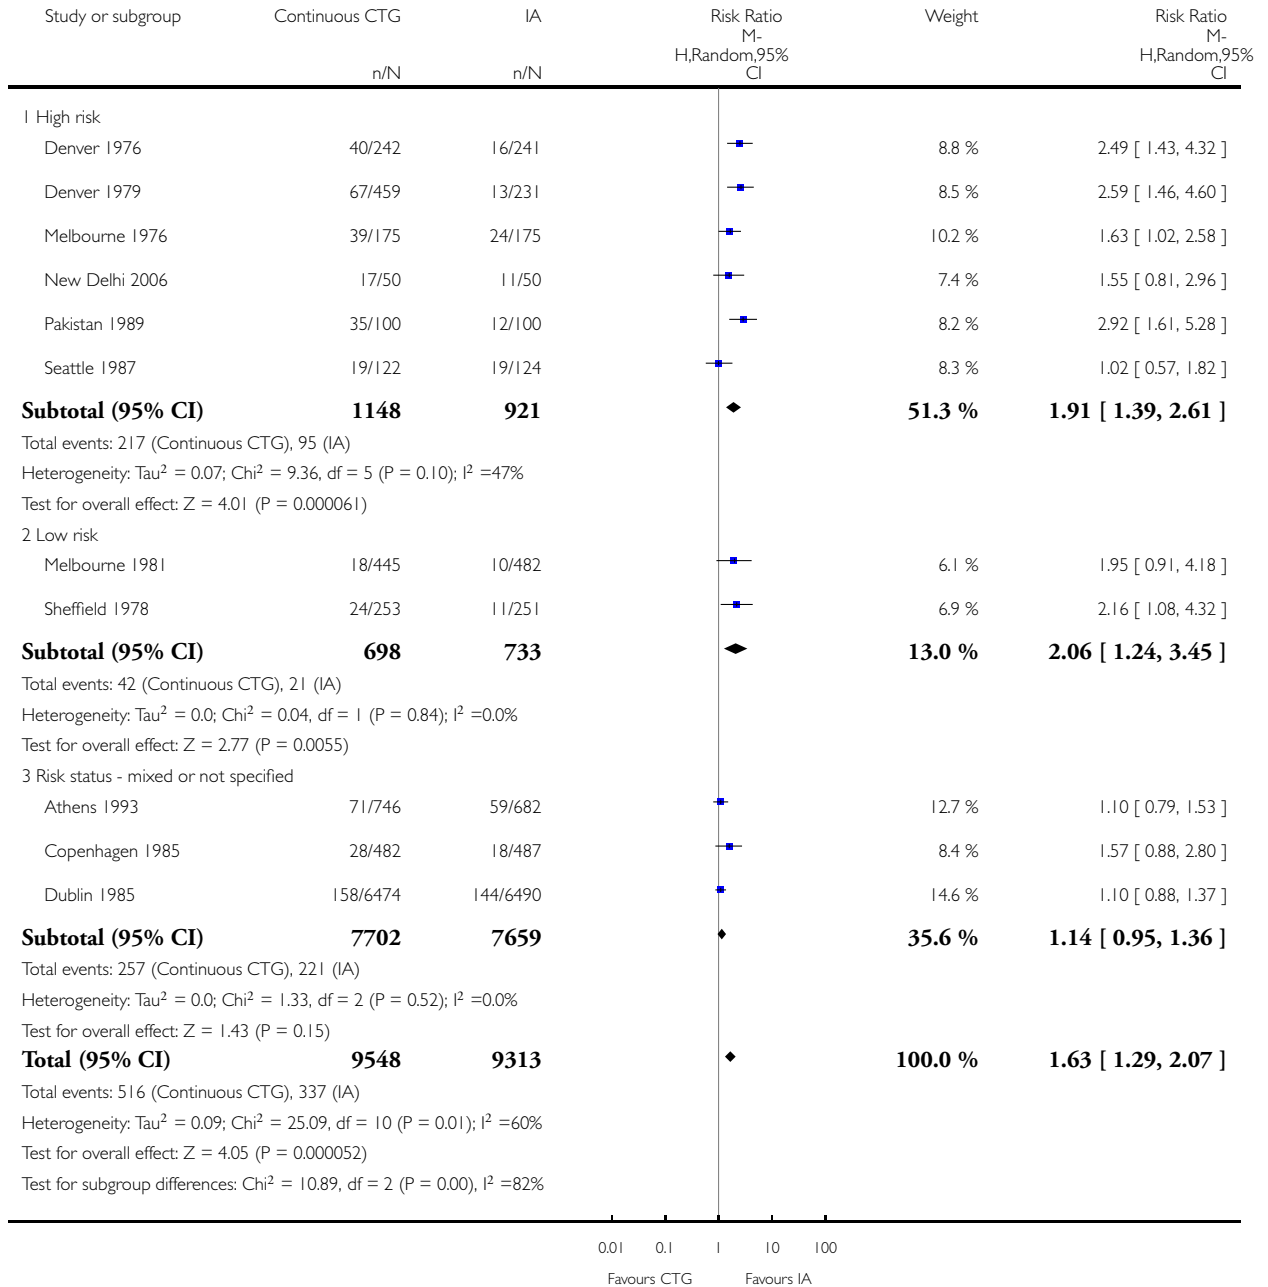 Study or subgroup Continuous CTG IA Risk Ratio Weight Risk Ratio
M- M-
H,Random,95% H,Random,95%
n/N n/N CI CI
1 High risk
Denver 1976 40/242 16/241 8.8 % 2.49 [ 1.43, 4.32 ]
Denver 1979 67/459 13/231 8.5 % 2.59 [ 1.46, 4.60 ]
Melbourne 1976 39/175 24/175 10.2 % 1.63 [ 1.02, 2.58 ]
New Delhi 2006 17/50 11/50 7.4 % 1.55 [ 0.81, 2.96 ]
Pakistan 1989 35/100 12/100 8.2 % 2.92 [ 1.61, 5.28 ]
Seattle 1987 19/122 19/124 8.3 % 1.02 [ 0.57, 1.82 ]
Subtotal (95% CI) 1148 921 51.3 % 1.91 [ 1.39, 2.61 ]
Total events: 217 (Continuous CTG), 95 (IA)
Heterogeneity: Tau² = 0.07; Chi² = 9.36, df = 5 (P = 0.10); I² =47%
Test for overall effect: Z = 4.01 (P = 0.000061)
2 Low risk
Melbourne 1981 18/445 10/482 6.1 % 1.95 [ 0.91, 4.18 ]
Sheffield 1978 24/253 11/251 6.9 % 2.16 [ 1.08, 4.32 ]
Subtotal (95% CI) 698 733 13.0 % 2.06 [ 1.24, 3.45 ]
Total events: 42 (Continuous CTG), 21 (IA)
Heterogeneity: Tau² = 0.0; Chi² = 0.04, df = 1 (P = 0.84); I² =0.0%
Test for overall effect: Z = 2.77 (P = 0.0055)
3 Risk status - mixed or not specified
Athens 1993 71/746 59/682 12.7 % 1.10 [ 0.79, 1.53 ]
Copenhagen 1985 28/482 18/487 8.4 % 1.57 [ 0.88, 2.80 ]
Dublin 1985 158/6474 144/6490 14.6 % 1.10 [ 0.88, 1.37 ]
Subtotal (95% CI) 7702 7659 35.6 % 1.14 [ 0.95, 1.36 ]
Total events: 257 (Continuous CTG), 221 (IA)
Heterogeneity: Tau² = 0.0; Chi² = 1.33, df = 2 (P = 0.52); I² =0.0%
Test for overall effect: Z = 1.43 (P = 0.15)
Total (95% CI) 9548 9313 100.0 % 1.63 [ 1.29, 2.07 ]
Total events: 516 (Continuous CTG), 337 (IA)
Heterogeneity: Tau² = 0.09; Chi² = 25.09, df = 10 (P = 0.01); I² =60%
Test for overall effect: Z = 4.05 (P = 0.000052)
Test for subgroup differences: Chi² = 10.89, df = 2 (P = 0.00), I² =82%
0.01 0.1 1 10 100
Favours CTG Favours IA